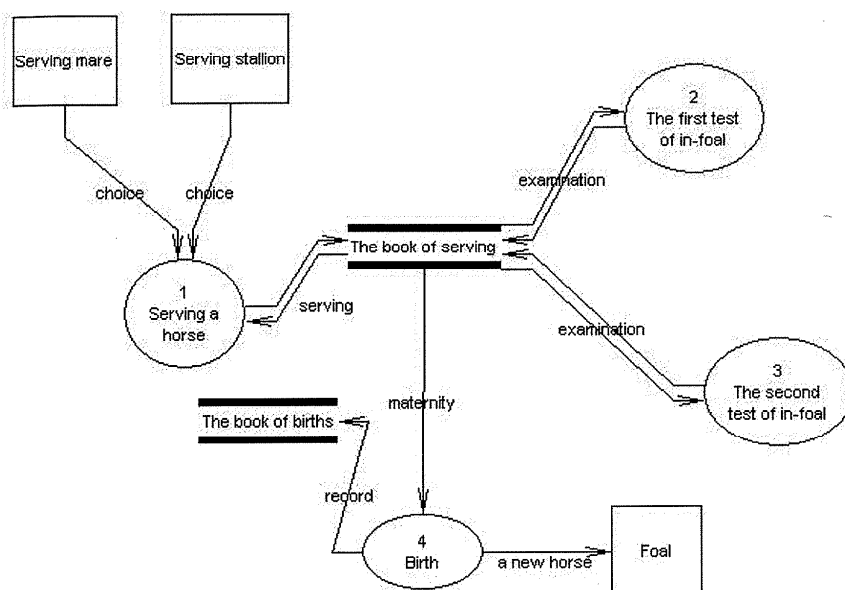 Serving mare
Serving stallion
2
The first test
of in-foal
choice
choice
examination
The book of serving
1
Serving a
horse
serving
examination
3
The second
test of in-foal
maternity
The book of births
record
4
Birth
a new horse
Foal